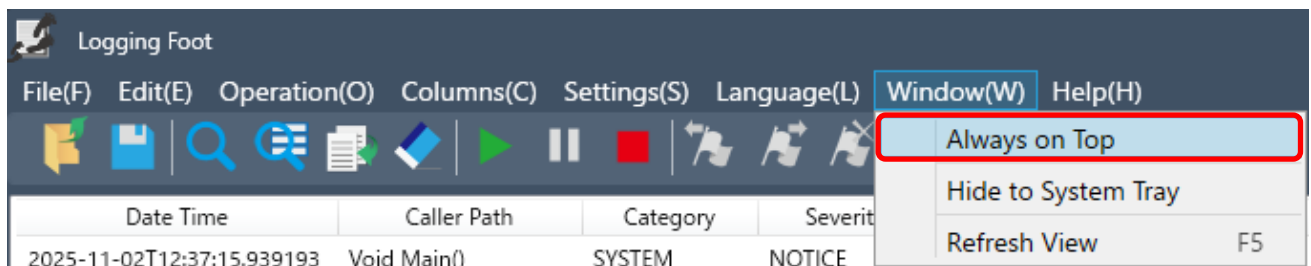 Logging Foot
File(F) Edit(E) Operation(O) Columns(C) Settings(S) Language(L) Window(W) Help(H)
Always on Top
Hide to System Tray
Refresh View F5
Date Time Caller Path Category Severit
2025-11-02T12:37:15.939193 Void Main() SYSTEM NOTICE